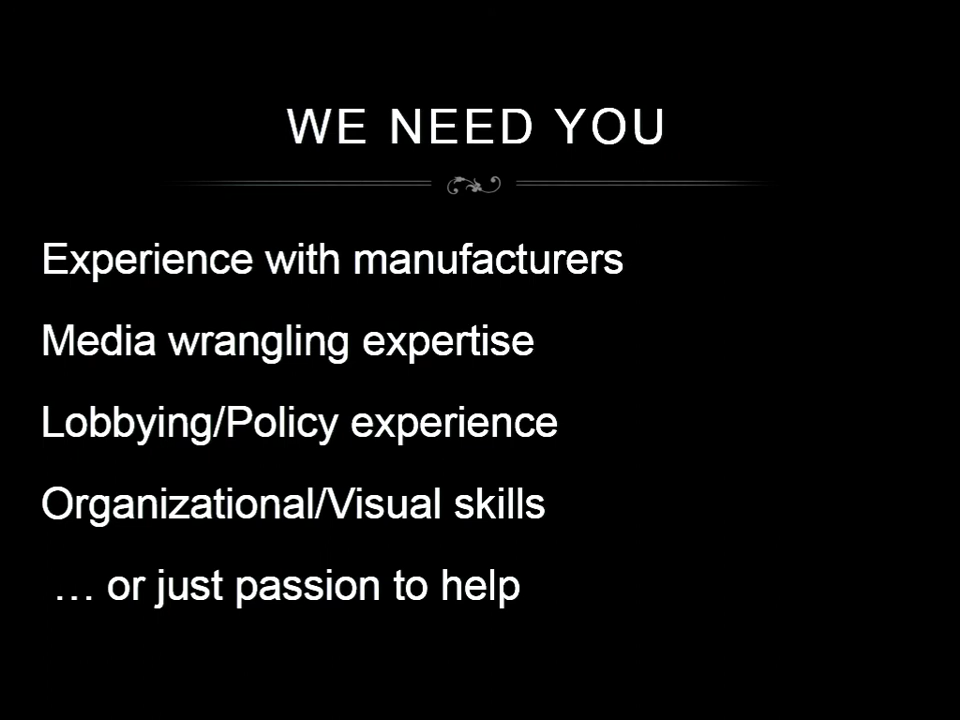 WE NEED YOU
Experience with manufacturers
Media wrangling expertise
Lobbying/Policy experience
Organizational/Visual skills
… or just passion to help